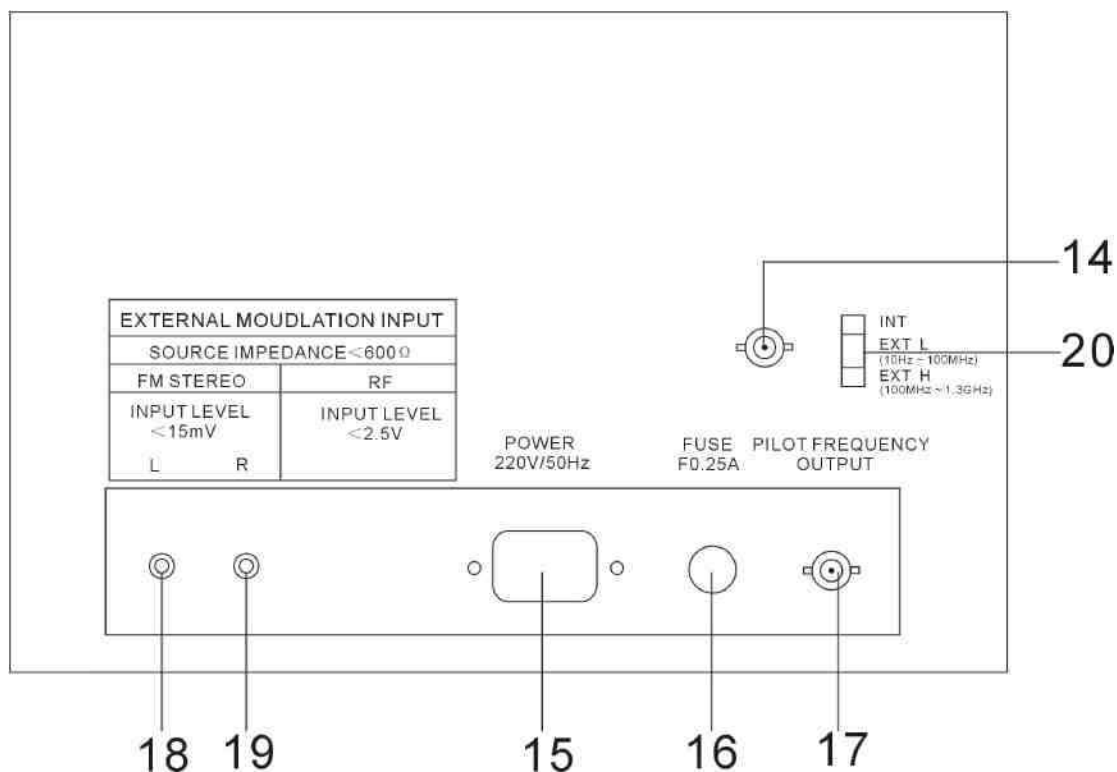 14
INT
EXT L
20
(10Hz ~ 100MHz)
EXT H
(100MHz ~ 1.3GHz)
EXTERNAL MOUDLATION INPUT
SOURCE IMPEDANCE<600Ω
FM STEREO RF
INPUT LEVEL INPUT LEVEL
<15mV <2.5V
L R
POWER FUSE PILOT FREQUENCY
220V/50Hz F0.25A OUTPUT
18 19 15 16 17